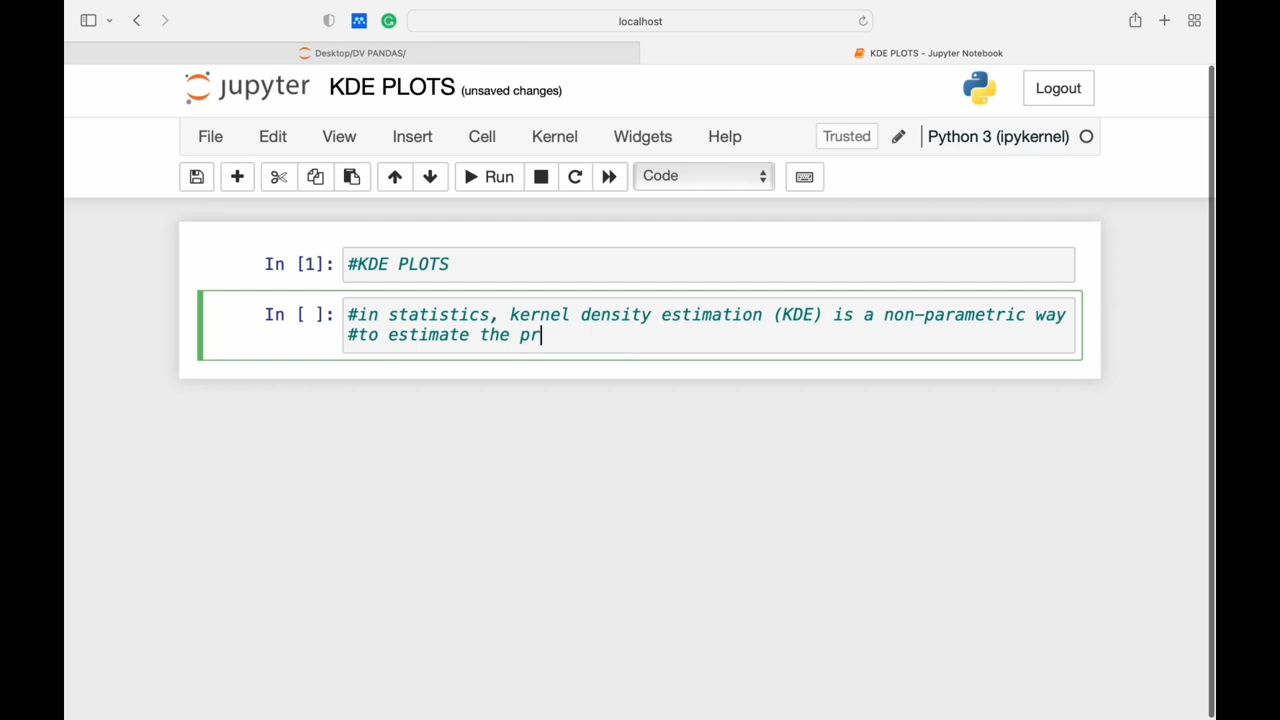 localhost
Desktop/DV PANDAS/
KDE PLOTS - Jupyter Notebook
jupyter KDE PLOTS (unsaved changes)
Logout
File Edit View Insert Cell Kernel Widgets Help Trusted Python 3 (ipykernel)
Run Code
In [1]: #KDE PLOTS
In [ ]: #in statistics, kernel density estimation (KDE) is a non-parametric way
#to estimate the pr